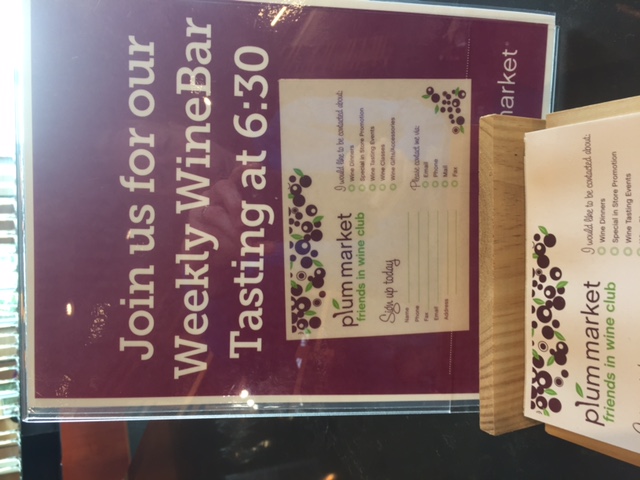 Join us for our
Weekly WineBar
Tasting at 6:30
plum market
friends in wine club
Sign up today
Name
Phone
Fax
Email
Address
I would like to be contacted about:
Wine Dinners
Special in Store Promotion
Wine Tasting Events
Wine Classes
Wine Gifts/Accessories
Please contact me via:
Email
Phone
Mail
Fax
market
plum market
friends in wine club
I would like to be contacted about:
Wine Dinners
Special in Store Promotion
Wine Tasting Events